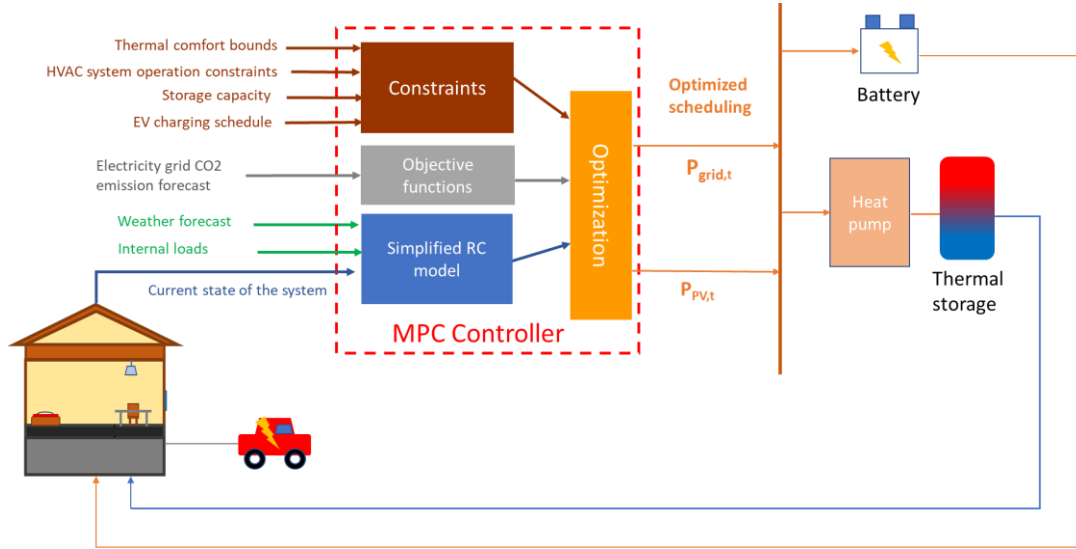 Thermal comfort bounds
HVAC system operation constraints
Storage capacity
EV charging schedule
Constraints
Electricity grid CO2
emission forecast
Objective
functions
Weather forecast
Internal loads
Current state of the system
Simplified RC
model
Optimization
MPC Controller
Optimized
scheduling
P_grid,t
P_PV,t
Battery
Heat
pump
Thermal
storage